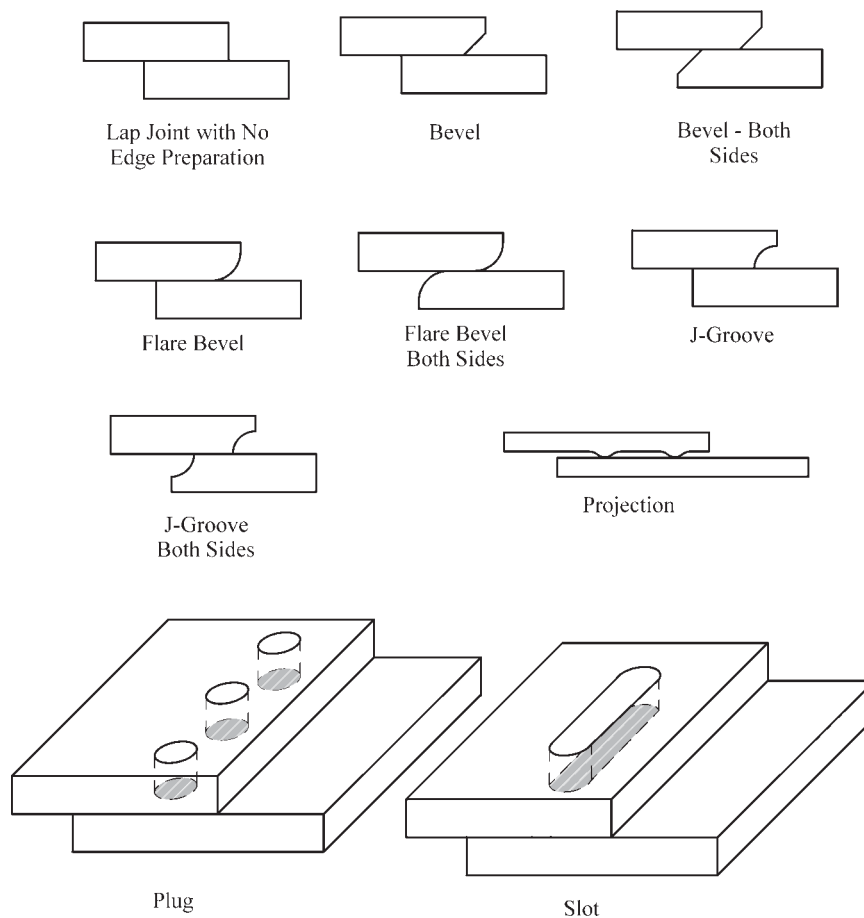 Lap Joint with No
Edge Preparation
Bevel
Bevel - Both
Sides
Flare Bevel
Flare Bevel
Both Sides
J-Groove
J-Groove
Both Sides
Projection
Plug
Slot